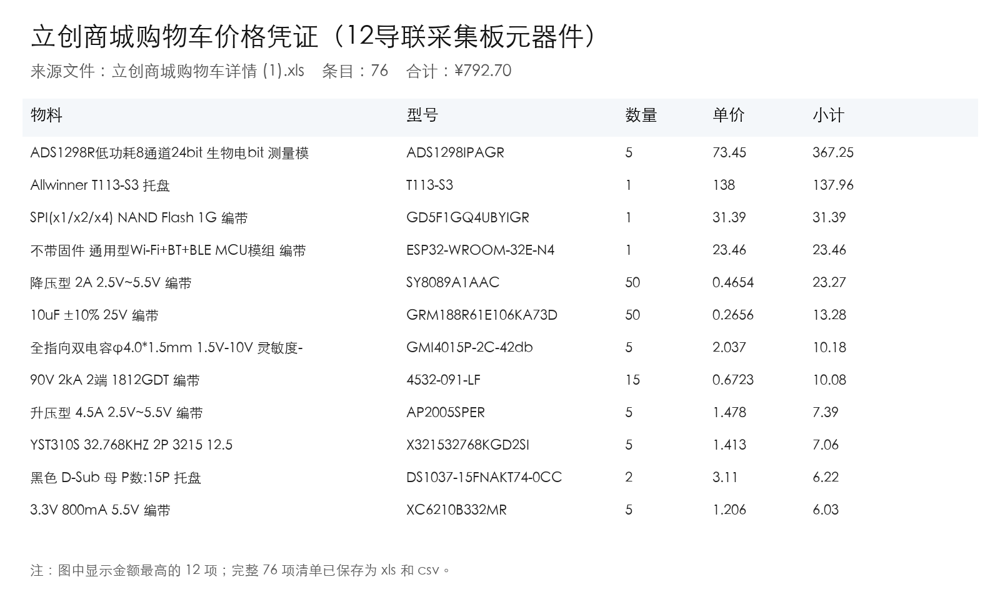 立创商城购物车价格凭证（12导联采集板元器件）
来源文件：立创商城购物车详情 (1).xls 条目：76 合计：¥792.70
物料 型号 数量 单价 小计
ADS1298R低功耗8通道24bit 生物电bit 测量模 ADS1298IPAGR 5 73.45 367.25
Allwinner T113-S3 托盘 T113-S3 1 138 137.96
SPI(x1/x2/x4) NAND Flash 1G 编带 GD5F1GQ4UBYIGR 1 31.39 31.39
不带固件 通用型Wi-Fi+BT+BLE MCU模组 编带 ESP32-WROOM-32E-N4 1 23.46 23.46
降压型 2A 2.5V~5.5V 编带 SY8089A1AAC 50 0.4654 23.27
10uF ±10% 25V 编带 GRM188R61E106KA73D 50 0.2656 13.28
全指向双电容φ4.0*1.5mm 1.5V-10V 灵敏度- GMI4015P-2C-42db 5 2.037 10.18
90V 2kA 2端 1812GDT 编带 4532-091-LF 15 0.6723 10.08
升压型 4.5A 2.5V~5.5V 编带 AP2005SPER 5 1.478 7.39
YST310S 32.768KHZ 2P 3215 12.5 X321532768KGD2SI 5 1.413 7.06
黑色 D-Sub 母 P数:15P 托盘 DS1037-15FNAKT74-0CC 2 3.11 6.22
3.3V 800mA 5.5V 编带 XC6210B332MR 5 1.206 6.03
注：图中显示金额最高的 12 项；完整 76 项清单已保存为 xls 和 csv。